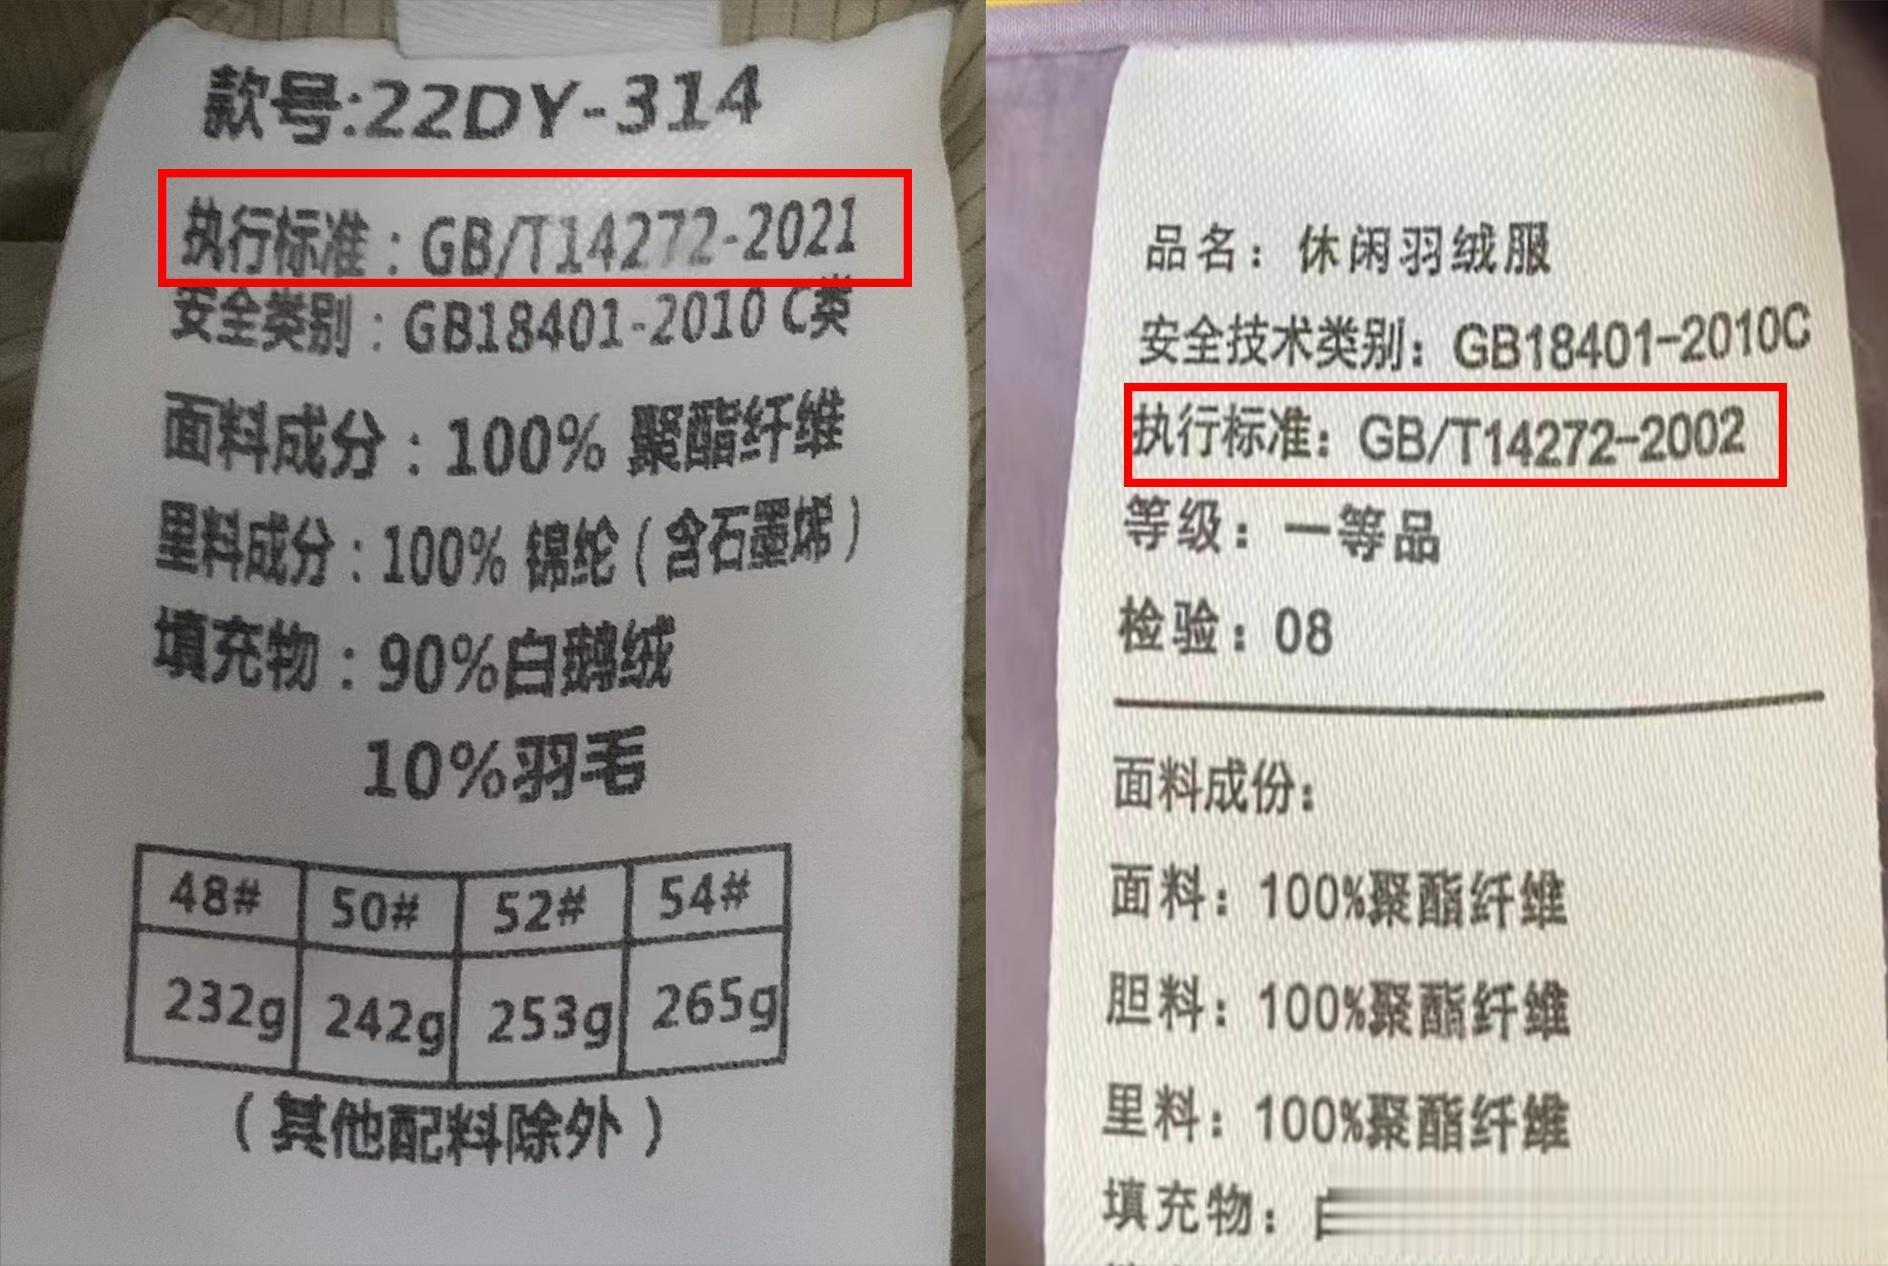 款号:22DY-314
执行标准：GB/T14272-2021
安全类别：GB18401-2010 C类
面料成分：100% 聚酯纤维
里料成分：100% 锦纶（含石墨烯）
填充物：90%白鹅绒
10%羽毛
48# 50# 52# 54#
232g 242g 253g 265g
（其他配料除外）
品名：休闲羽绒服
安全技术类别：GB18401-2010C
执行标准：GB/T14272-2002
等级：一等品
检验：08
面料成份：
面料：100%聚酯纤维
胆料：100%聚酯纤维
里料：100%聚酯纤维
填充物：